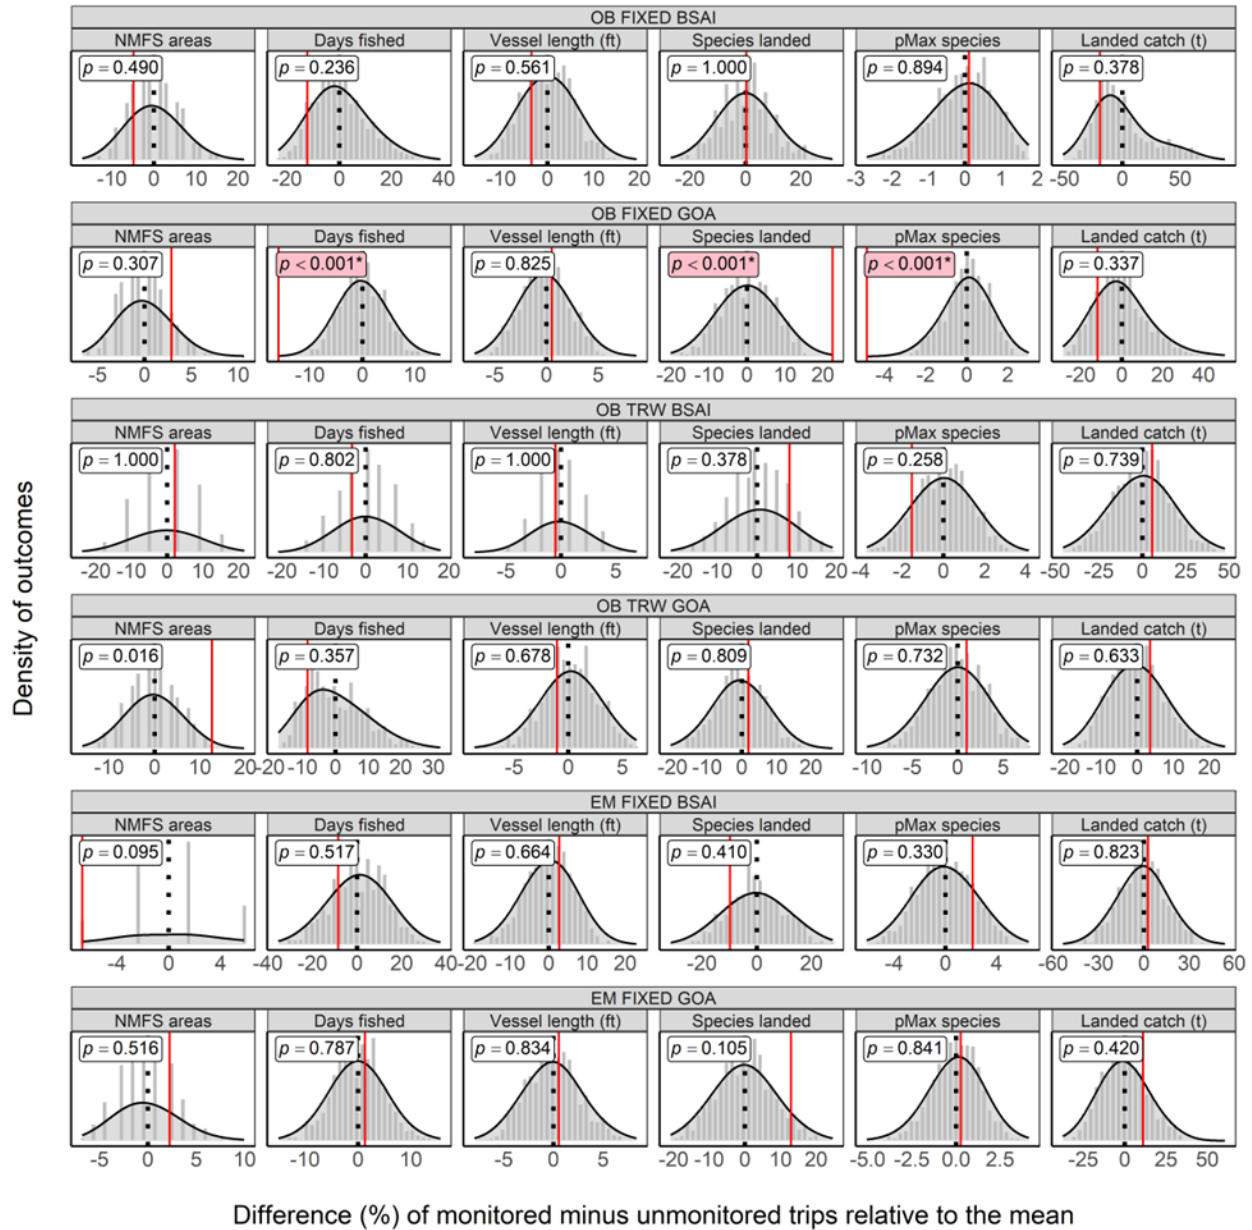 OB FIXED BSAI
NMFS areas Days fished Vessel length (ft) Species landed pMax species Landed catch (t)
p = 0.490 p = 0.236 p = 0.561 p = 1.000 p = 0.894 p = 0.378
-10 0 10 20 -20 0 20 40 -10 0 10 20 -20 0 20 -3 -2 -1 0 1 2 -50 0 50
OB FIXED GOA
NMFS areas Days fished Vessel length (ft) Species landed pMax species Landed catch (t)
p = 0.307 p < 0.001* p = 0.825 p < 0.001* p < 0.001* p = 0.337
-5 0 5 10 -10 0 10 -5 0 5 -20 -10 0 10 20 -4 -2 0 2 -20 0 20 40
OB TRW BSAI
NMFS areas Days fished Vessel length (ft) Species landed pMax species Landed catch (t)
p = 1.000 p = 0.802 p = 1.000 p = 0.378 p = 0.258 p = 0.739
-20 -10 0 10 20 -20 -10 0 10 20 -5 0 5 -20 -10 0 10 20 -4 -2 0 2 4 -50 -25 0 25 50
OB TRW GOA
NMFS areas Days fished Vessel length (ft) Species landed pMax species Landed catch (t)
p = 0.016 p = 0.357 p = 0.678 p = 0.809 p = 0.732 p = 0.633
-10 0 10 20 -20 -10 0 10 20 30 -5 0 5 -20 -10 0 10 20 -10 -5 0 5 -20 -10 0 10 20
EM FIXED BSAI
NMFS areas Days fished Vessel length (ft) Species landed pMax species Landed catch (t)
p = 0.095 p = 0.517 p = 0.664 p = 0.410 p = 0.330 p = 0.823
-4 0 4 -40 -20 0 20 40 -20 -10 0 10 20 -20 0 20 -4 0 4 -60 -30 0 30 60
EM FIXED GOA
NMFS areas Days fished Vessel length (ft) Species landed pMax species Landed catch (t)
p = 0.516 p = 0.787 p = 0.834 p = 0.105 p = 0.841 p = 0.420
-5 0 5 10 -10 0 10 -5 0 5 -20 -10 0 10 20 -5.0 -2.5 0.0 2.5 -25 0 25 50
Density of outcomes
Difference (%) of monitored minus unmonitored trips relative to the mean